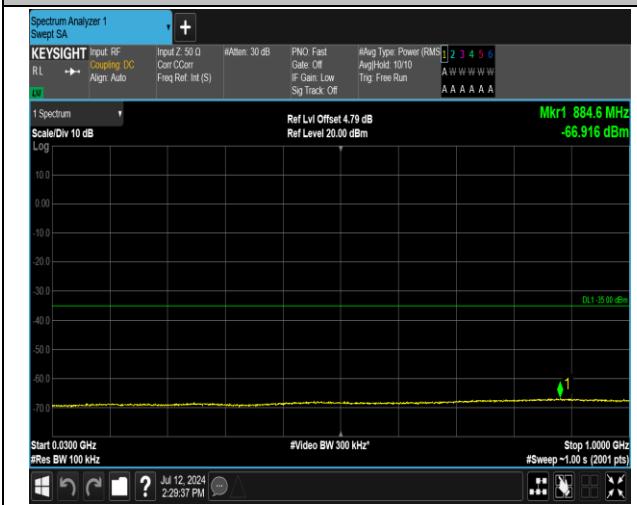 Spectrum Analyzer 1
Swept SA
+
KEYSIGHT Input: RF Input Z: 50 Ω #Atten: 30 dB PNO: Fast #Avg Type: Power (RMS 1 2 3 4 5 6
RL Coupling: DC Corr CCorr Gate: Off Avg|Hold: 10/10 A W W W W W
Align: Auto Freq Ref: Int (S) IF Gain: Low Trig: Free Run
Sig Track: Off A A A A A A
LXI
1 Spectrum Ref Lvl Offset 4.79 dB Mkr1 884.6 MHz
Scale/Div 10 dB Ref Level 20.00 dBm -66.916 dBm
Log
10.0
0.00
-10.0
-20.0
-30.0
DL1 -35.00 dBm
-40.0
-50.0
-60.0
1
-70.0
Start 0.0300 GHz #Video BW 300 kHz* Stop 1.0000 GHz
#Res BW 100 kHz #Sweep ~1.00 s (2001 pts)
? Jul 12, 2024
2:29:37 PM